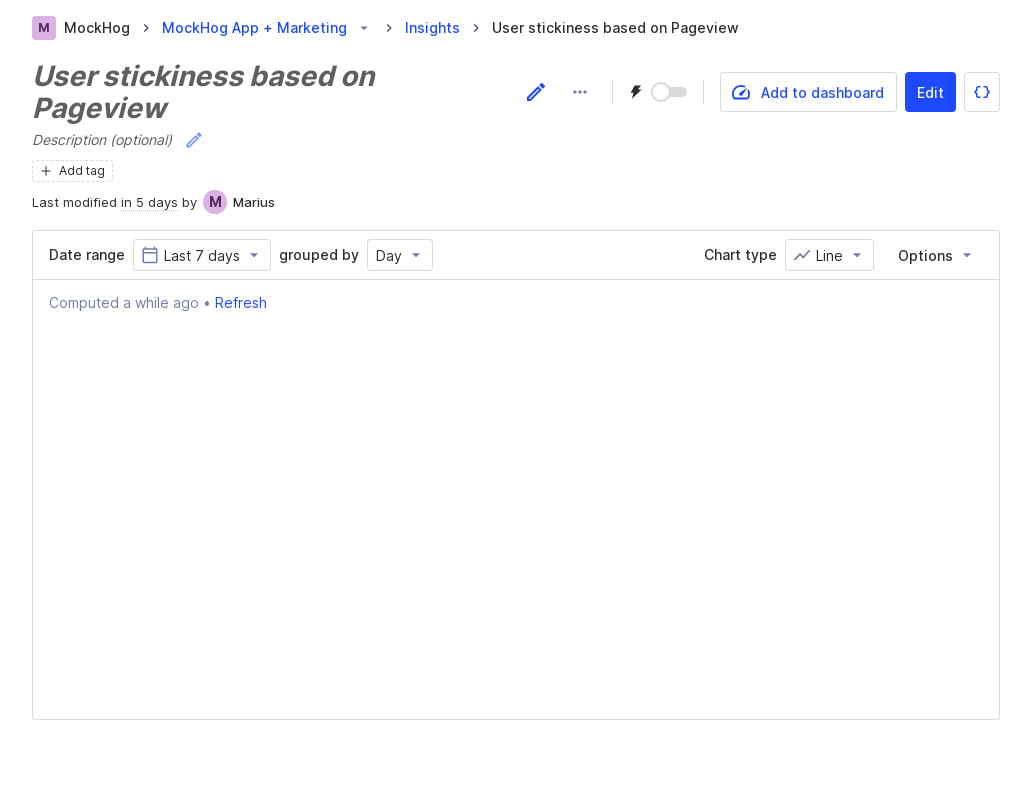 M MockHog MockHog App + Marketing Insights User stickiness based on Pageview
User stickiness based on
Pageview
Add to dashboard Edit
Description (optional)
Add tag
Last modified in 5 days by M Marius
Date range Last 7 days grouped by Day Chart type Line Options
Computed a while ago • Refresh